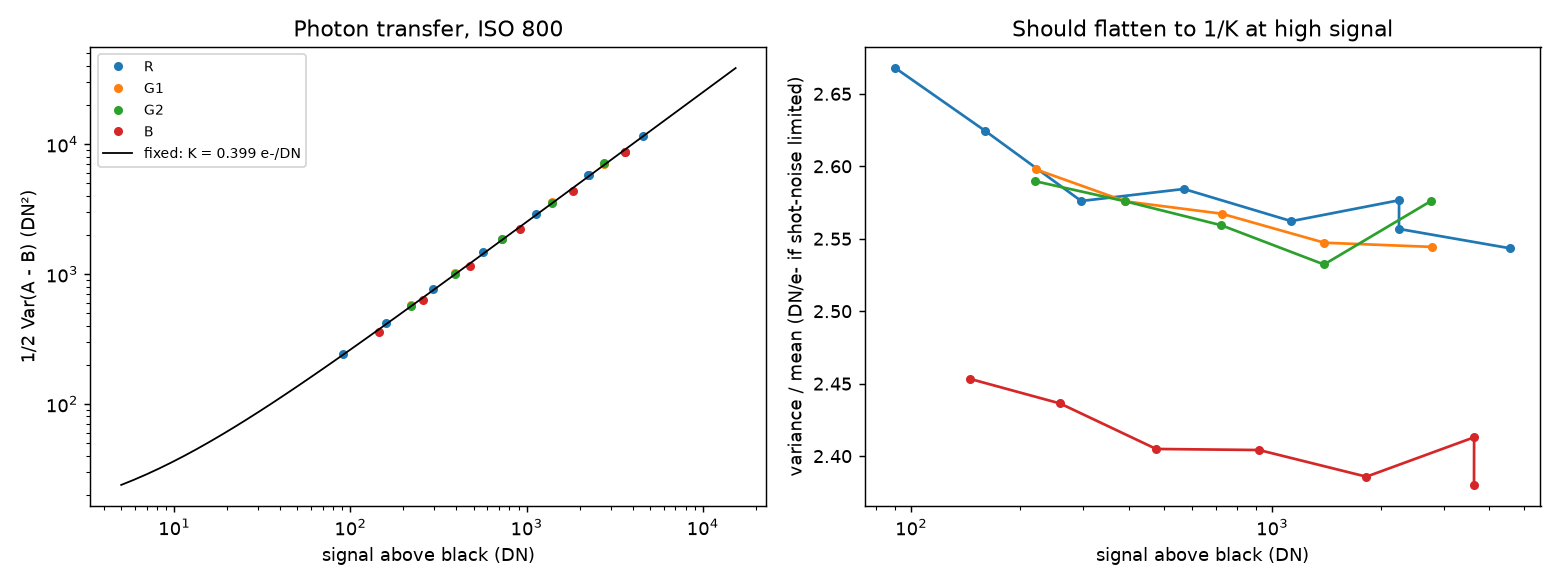 Photon transfer, ISO 800
1/2 Var(A - B) (DN²)
10⁴
10³
10²
R
G1
G2
B
fixed: K = 0.399 e-/DN
10¹
10²
10³
10⁴
signal above black (DN)
Should flatten to 1/K at high signal
variance / mean (DN/e- if shot-noise limited)
2.65
2.60
2.55
2.50
2.45
2.40
10²
10³
signal above black (DN)